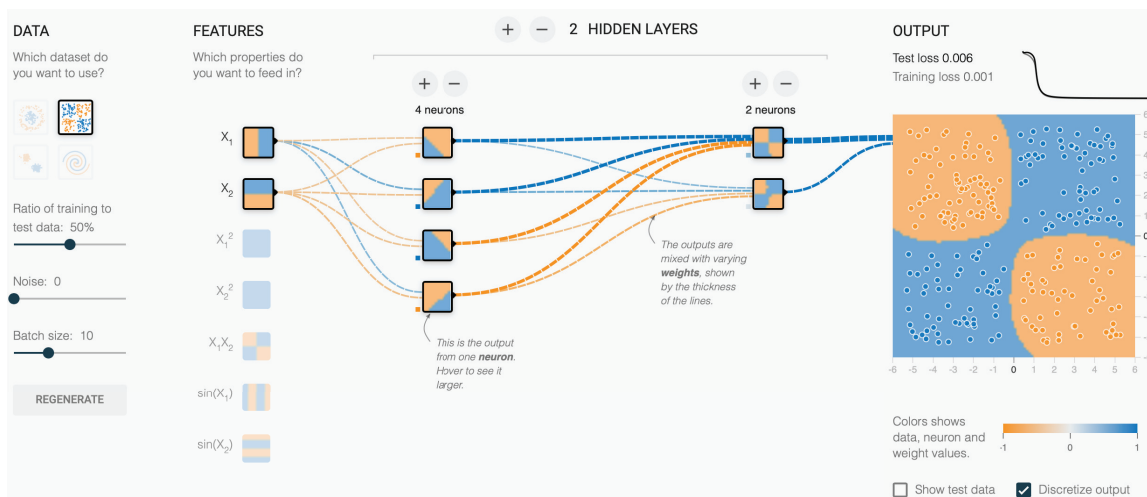 DATA
Which dataset do
you want to use?
Ratio of training to
test data: 50%
Noise: 0
Batch size: 10
REGENERATE
FEATURES
Which properties do
you want to feed in?
X₁
X₂
X₁²
X₂²
X₁X₂
sin(X₁)
sin(X₂)
+ − 2 HIDDEN LAYERS
+ −
4 neurons
+ −
2 neurons
This is the output
from one neuron.
Hover to see it
larger.
The outputs are
mixed with varying
weights, shown
by the thickness
of the lines.
OUTPUT
Test loss 0.006
Training loss 0.001
-6 -5 -4 -3 -2 -1 0 1 2 3 4 5 6
Colors shows
data, neuron and
weight values.
-1 0 1
Show test data
Discretize output